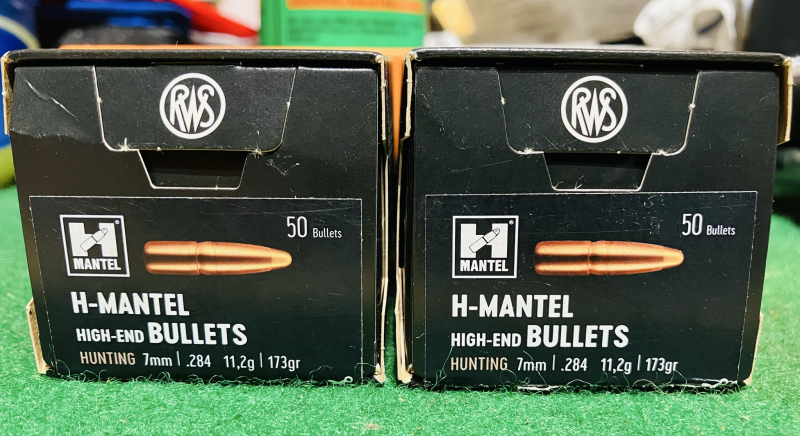 RWS
50 Bullets
H
MANTEL
H-MANTEL
HIGH-END BULLETS
HUNTING 7mm | .284 11,2g | 173gr
RWS
50 Bullets
H
MANTEL
H-MANTEL
HIGH-END BULLETS
HUNTING 7mm | .284 11,2g | 173gr